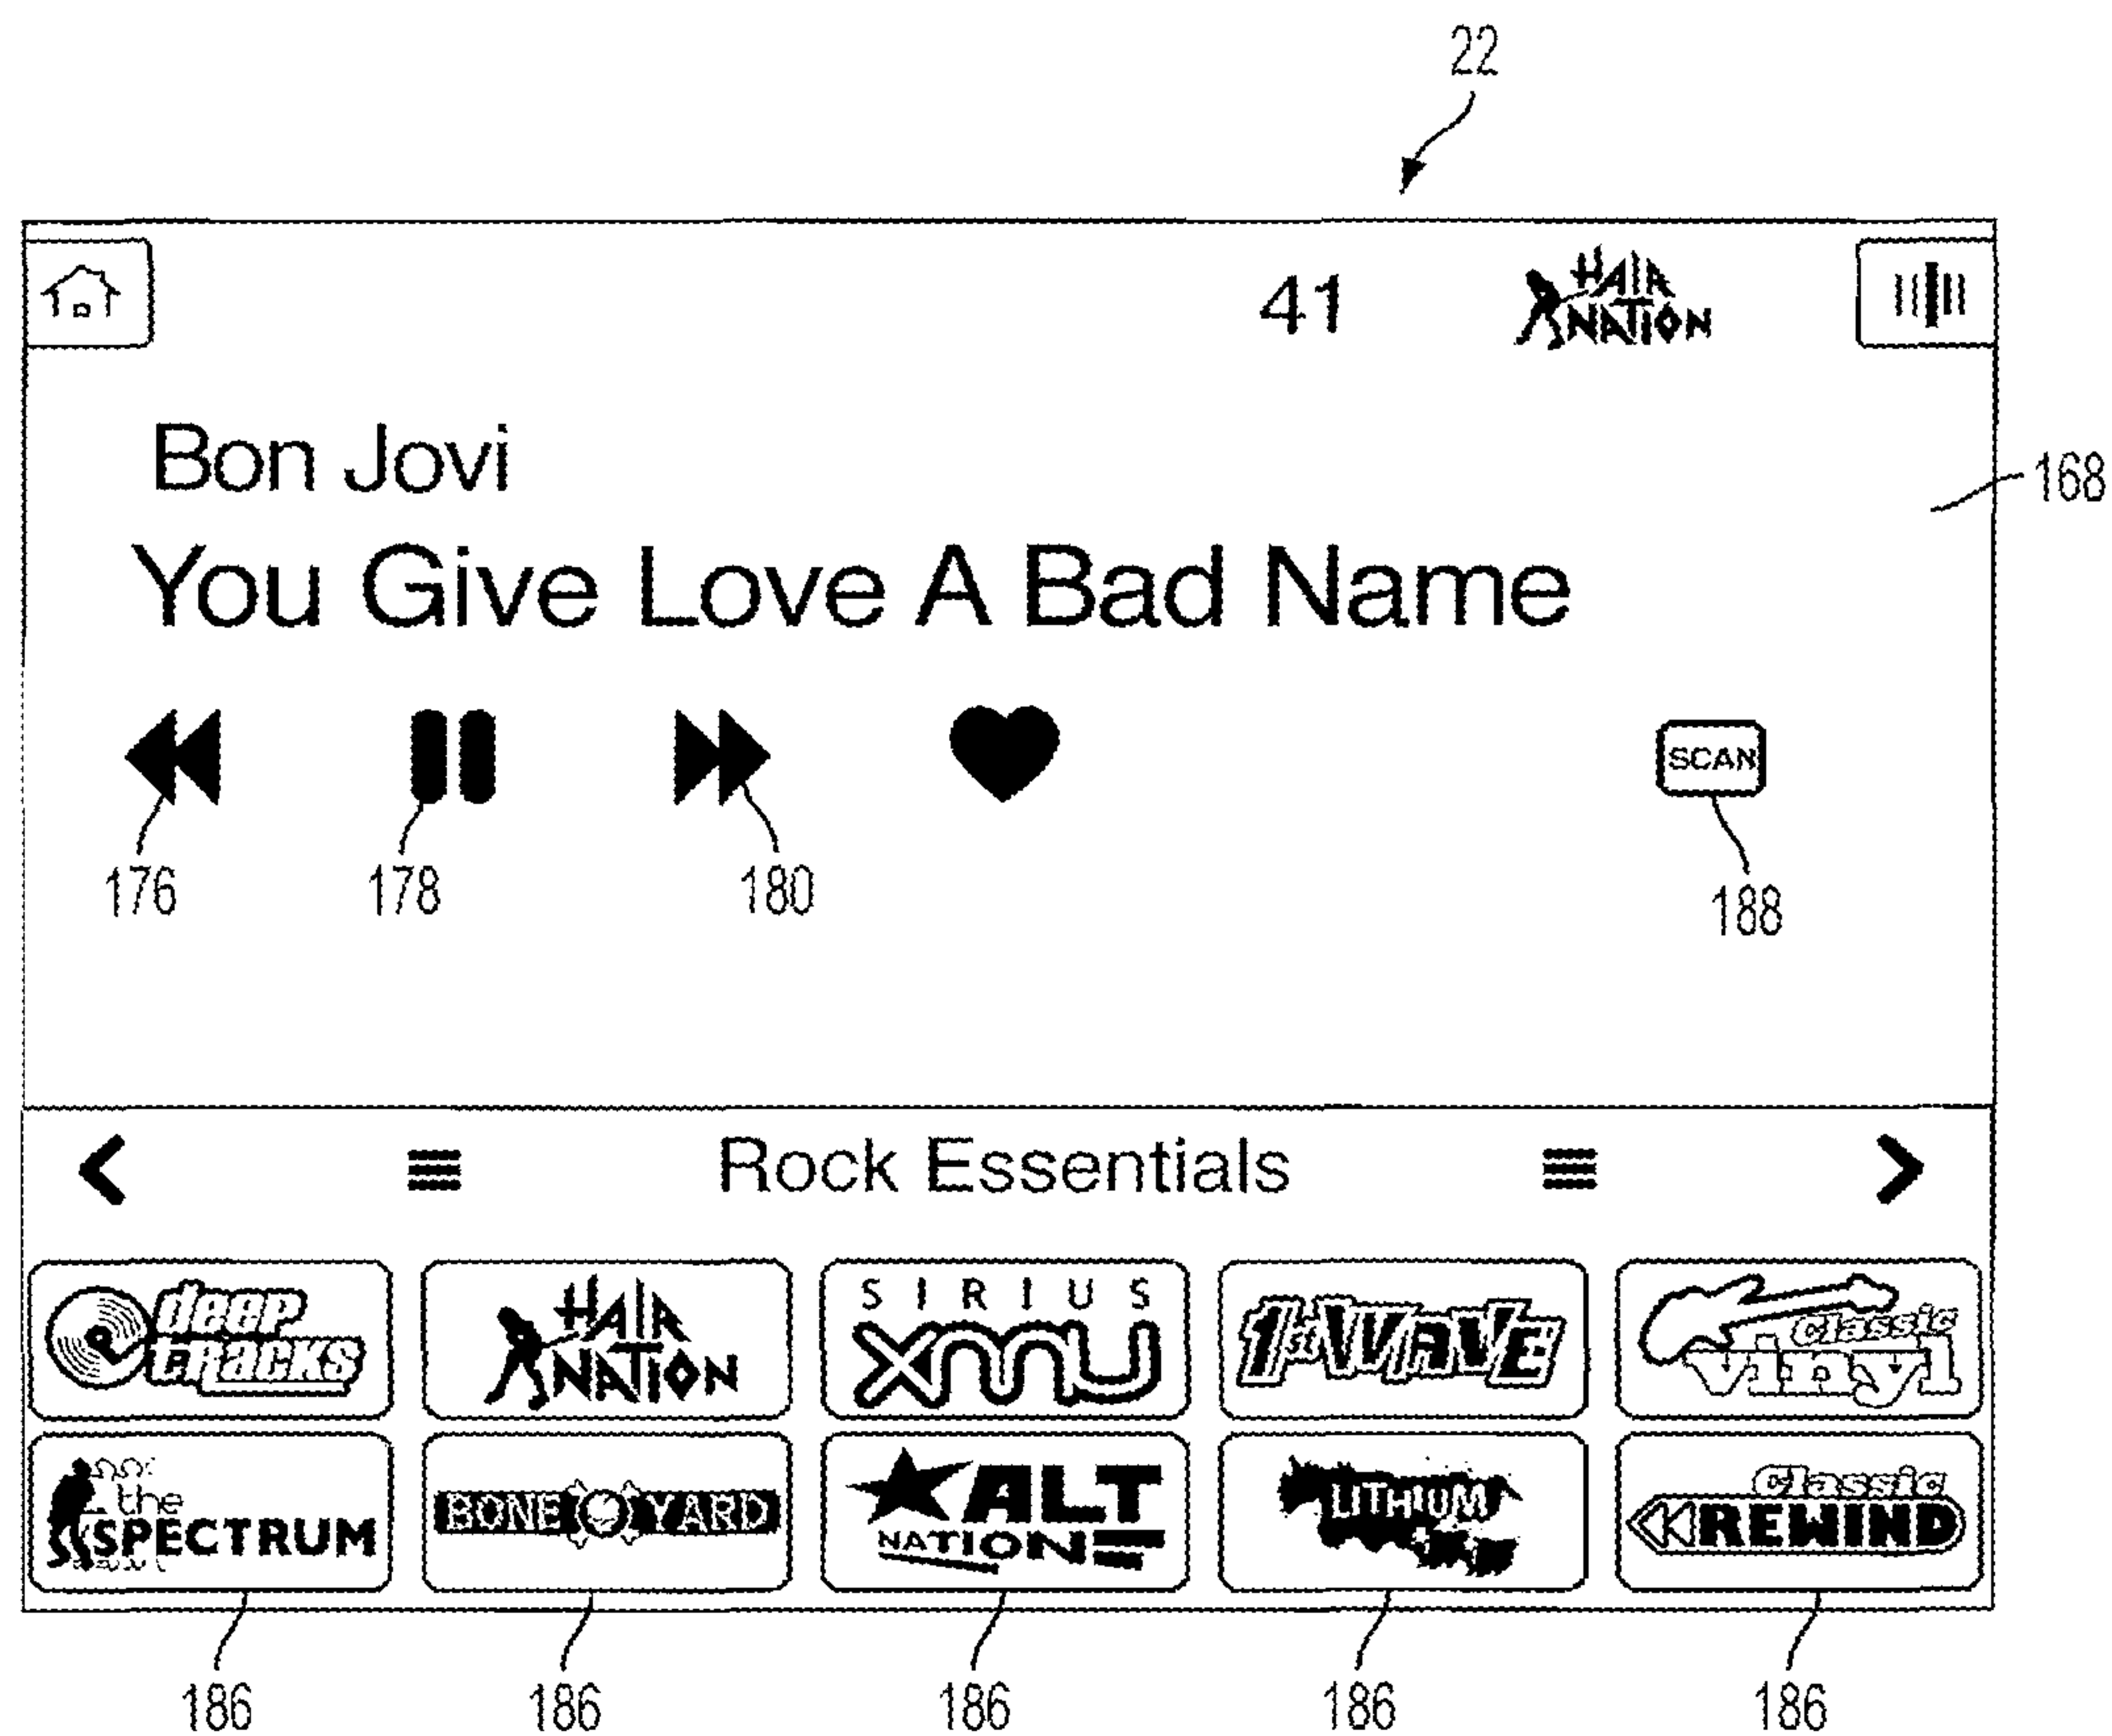 22
41 HAIR NATION
Bon Jovi
168
You Give Love A Bad Name
SCAN
176 178 180 188
Rock Essentials
deep tracks HAIR NATION SIRIUS xmu 1st WAVE classic vinyl
the SPECTRUM BONE YARD ALT NATION LITHIUM Classic REWIND
186 186 186 186 186